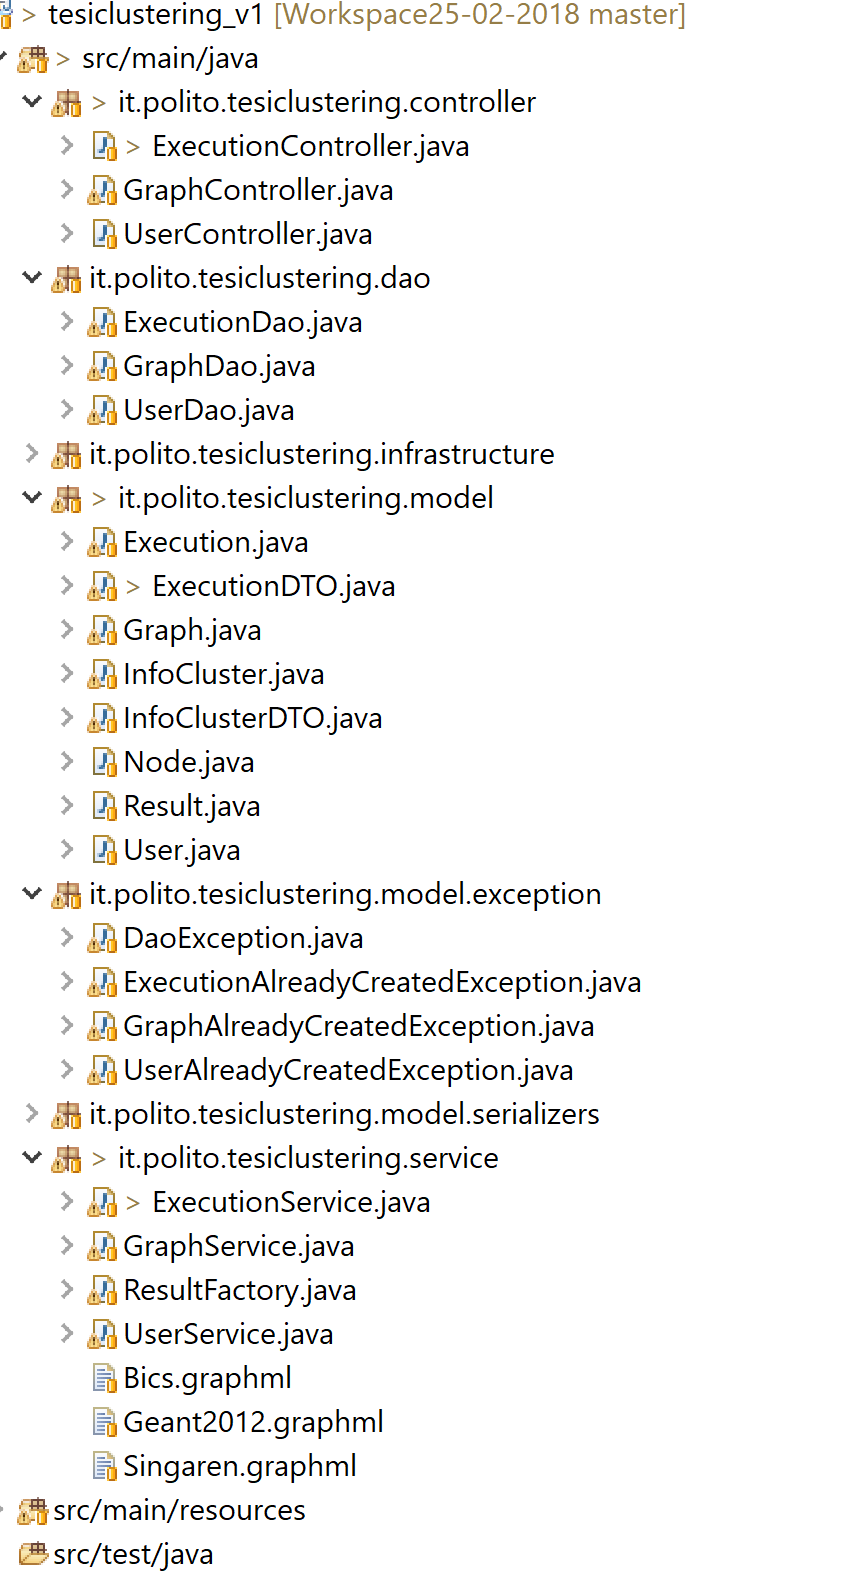 > tesiclustering_v1 [Workspace25-02-2018 master]
> src/main/java
> it.polito.tesiclustering.controller
> ExecutionController.java
GraphController.java
UserController.java
it.polito.tesiclustering.dao
ExecutionDao.java
GraphDao.java
UserDao.java
it.polito.tesiclustering.infrastructure
> it.polito.tesiclustering.model
Execution.java
> ExecutionDTO.java
Graph.java
InfoCluster.java
InfoClusterDTO.java
Node.java
Result.java
User.java
it.polito.tesiclustering.model.exception
DaoException.java
ExecutionAlreadyCreatedException.java
GraphAlreadyCreatedException.java
UserAlreadyCreatedException.java
it.polito.tesiclustering.model.serializers
> it.polito.tesiclustering.service
> ExecutionService.java
GraphService.java
ResultFactory.java
UserService.java
Bics.graphml
Geant2012.graphml
Singaren.graphml
src/main/resources
src/test/java